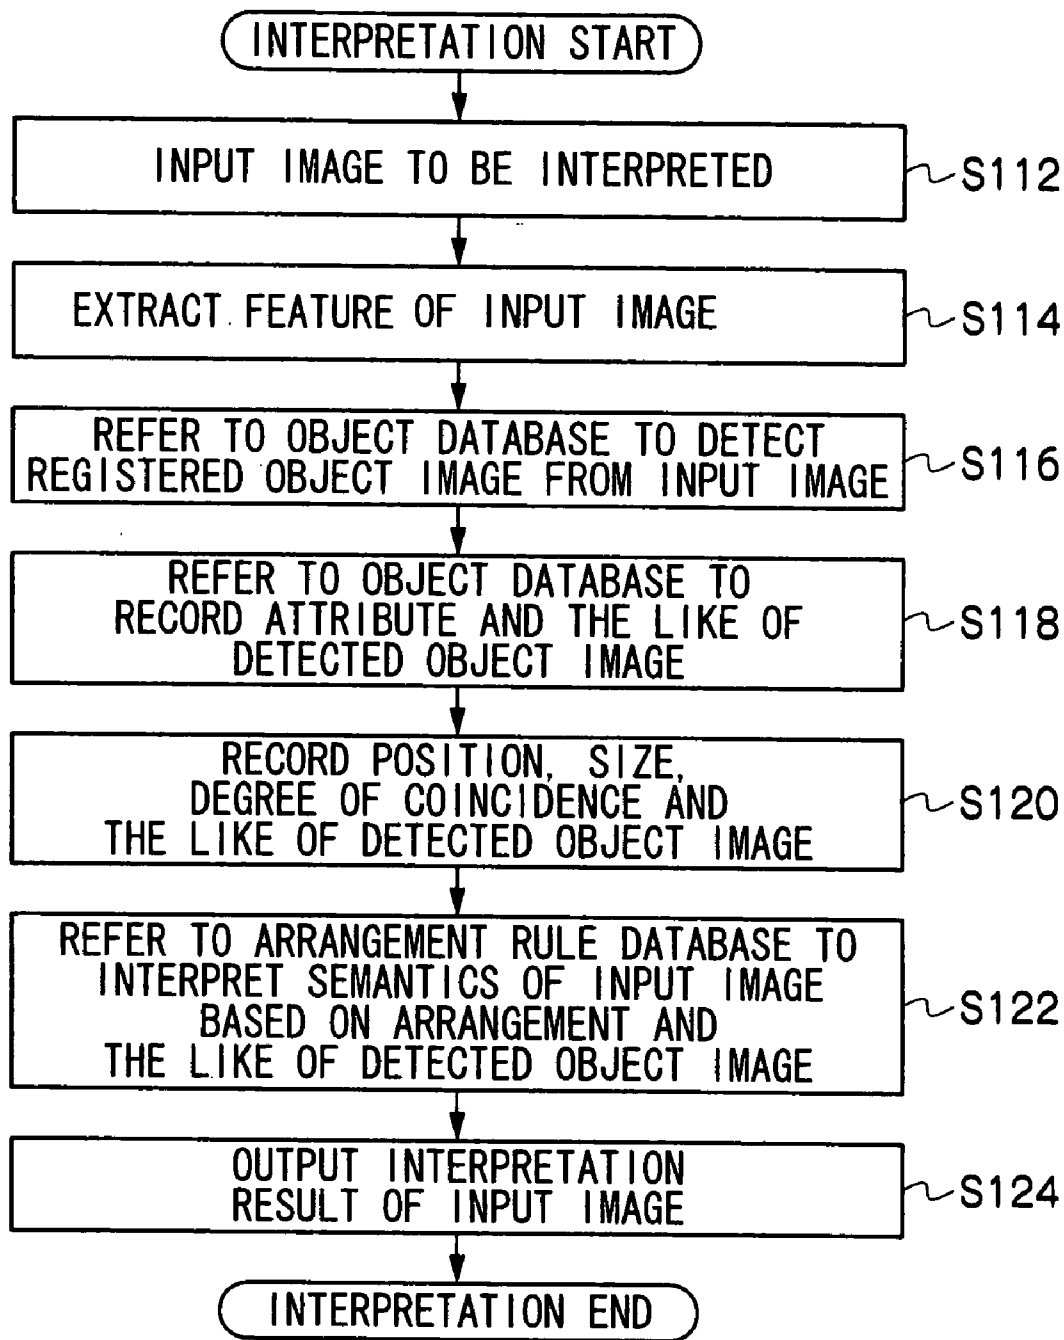 INTERPRETATION START
INPUT IMAGE TO BE INTERPRETED
S112
EXTRACT FEATURE OF INPUT IMAGE
S114
REFER TO OBJECT DATABASE TO DETECT
REGISTERED OBJECT IMAGE FROM INPUT IMAGE
S116
REFER TO OBJECT DATABASE TO
RECORD ATTRIBUTE AND THE LIKE OF
DETECTED OBJECT IMAGE
S118
RECORD POSITION, SIZE,
DEGREE OF COINCIDENCE AND
THE LIKE OF DETECTED OBJECT IMAGE
S120
REFER TO ARRANGEMENT RULE DATABASE TO
INTERPRET SEMANTICS OF INPUT IMAGE
BASED ON ARRANGEMENT AND
THE LIKE OF DETECTED OBJECT IMAGE
S122
OUTPUT INTERPRETATION
RESULT OF INPUT IMAGE
S124
INTERPRETATION END